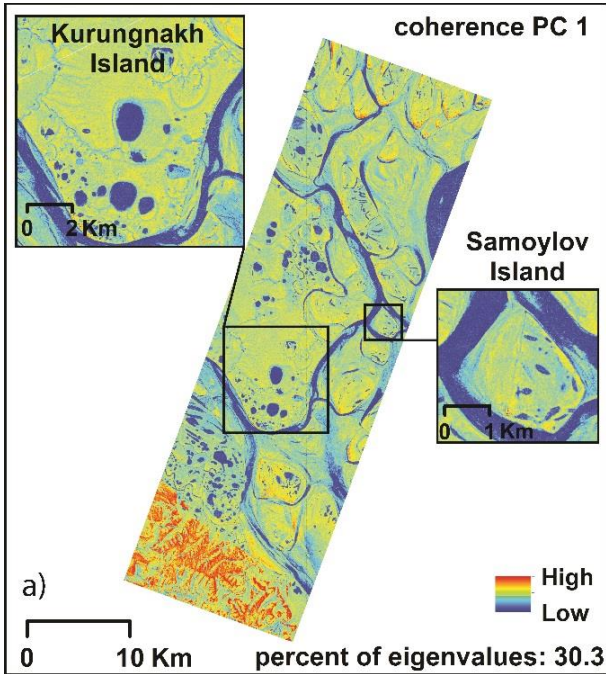 Kurungnakh
Island
0 2 Km
coherence PC 1
Samoylov
Island
0 1 Km
a)
0 10 Km
High
Low
percent of eigenvalues: 30.3